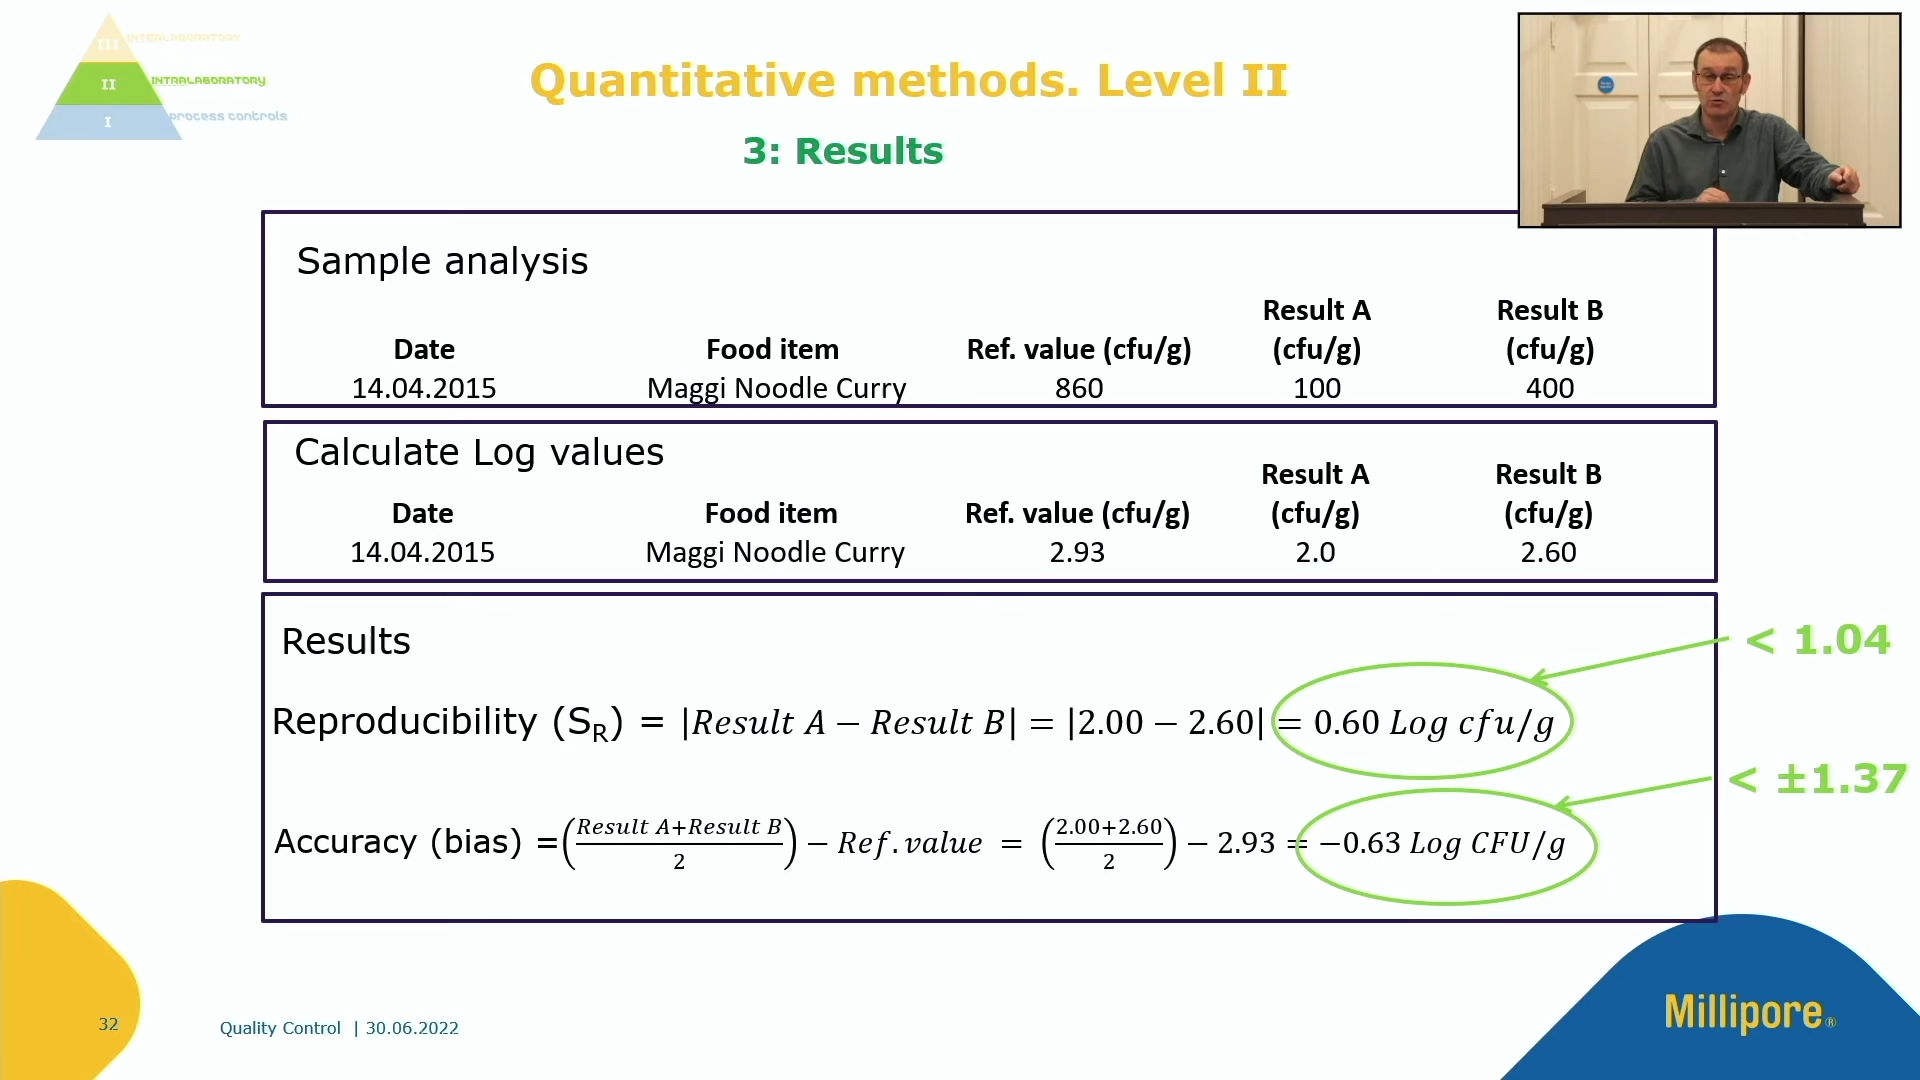 III INTERLABORATORY
II INTRALABORATORY
I process controls
Quantitative methods. Level II
3: Results
Sample analysis
Date Food item Ref. value (cfu/g) Result A (cfu/g) Result B (cfu/g)
14.04.2015 Maggi Noodle Curry 860 100 400
Calculate Log values
Date Food item Ref. value (cfu/g) Result A (cfu/g) Result B (cfu/g)
14.04.2015 Maggi Noodle Curry 2.93 2.0 2.60
Results
< 1.04
Reproducibility (S_R) = |Result A − Result B| = |2.00 − 2.60| = 0.60 Log cfu/g
< ±1.37
Accuracy (bias) =(Result A+Result B / 2) − Ref. value = (2.00+2.60 / 2) − 2.93 = −0.63 Log CFU/g
32
Quality Control | 30.06.2022
Millipore®